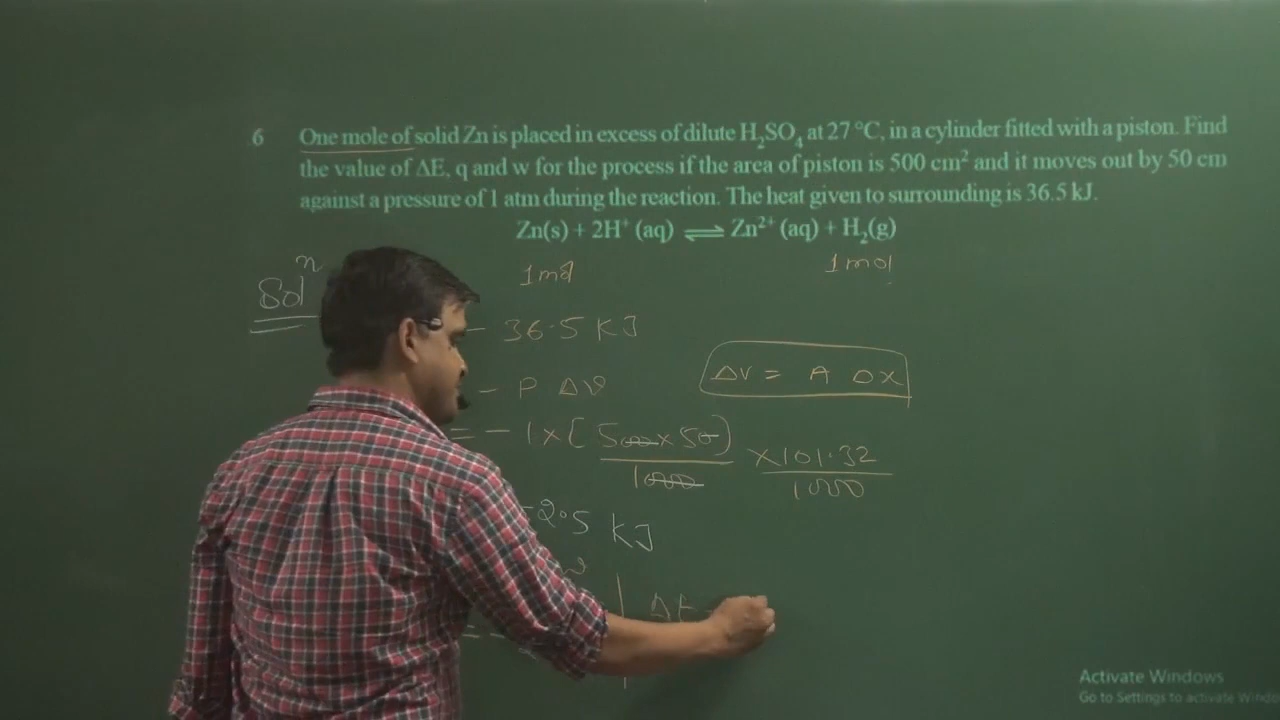 6 One mole of solid Zn is placed in excess of dilute H₂SO₄ at 27 °C, in a cylinder fitted with a piston. Find
the value of ΔE, q and w for the process if the area of piston is 500 cm² and it moves out by 50 cm
against a pressure of 1 atm during the reaction. The heat given to surrounding is 36.5 kJ.
Zn(s) + 2H⁺ (aq) ⇌ Zn²⁺ (aq) + H₂(g)
Solⁿ
1 mol 1 mol
- 36.5 KJ
- P ΔV
ΔV = A ΔX
= - 1 × [ 500 × 50 ) / 1000 × 101.32 / 1000
-2.5 KJ
ΔE
Activate Windows
Go to Settings to activate